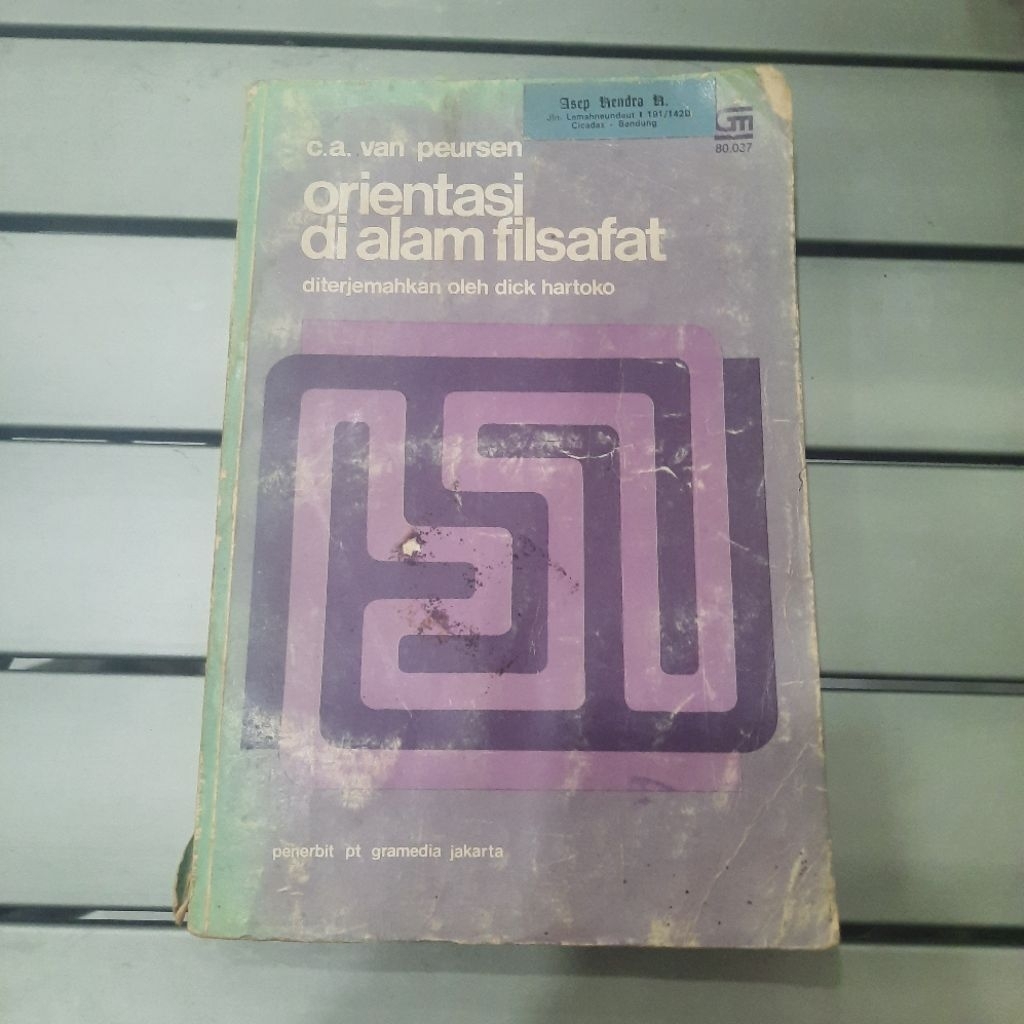 Asep Hendra R.
Jln. Lemahneundeut I 191/142B
Cicadas - Bandung
GM
80.037
c.a. van peursen
orientasi
di alam filsafat
diterjemahkan oleh dick hartoko
penerbit pt gramedia jakarta